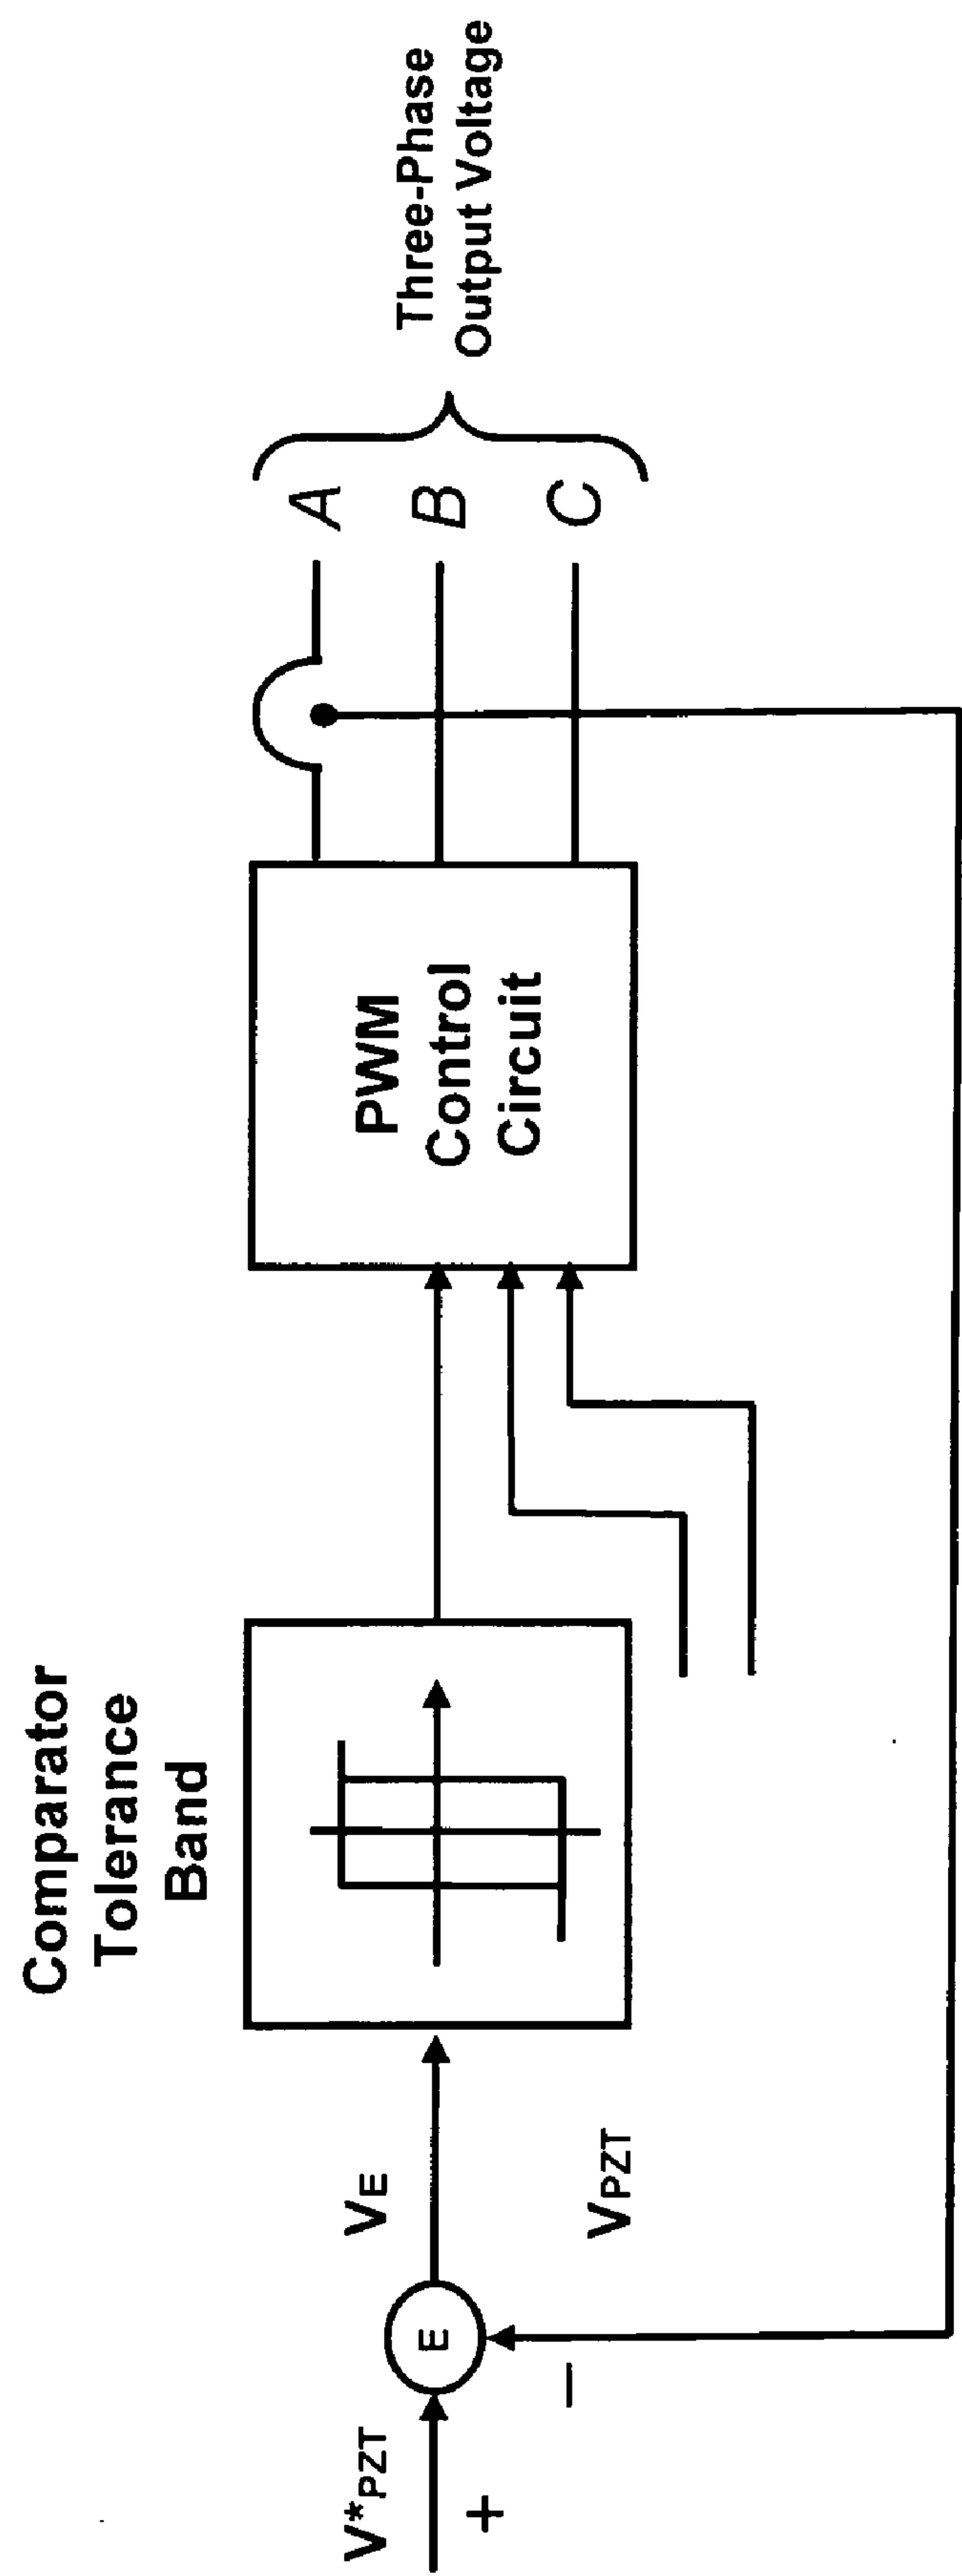 Comparator
Tolerance
Band
V*PZT
+
E
VE
−
VPZT
PWM
Control
Circuit
A
B
C
Three-Phase
Output Voltage